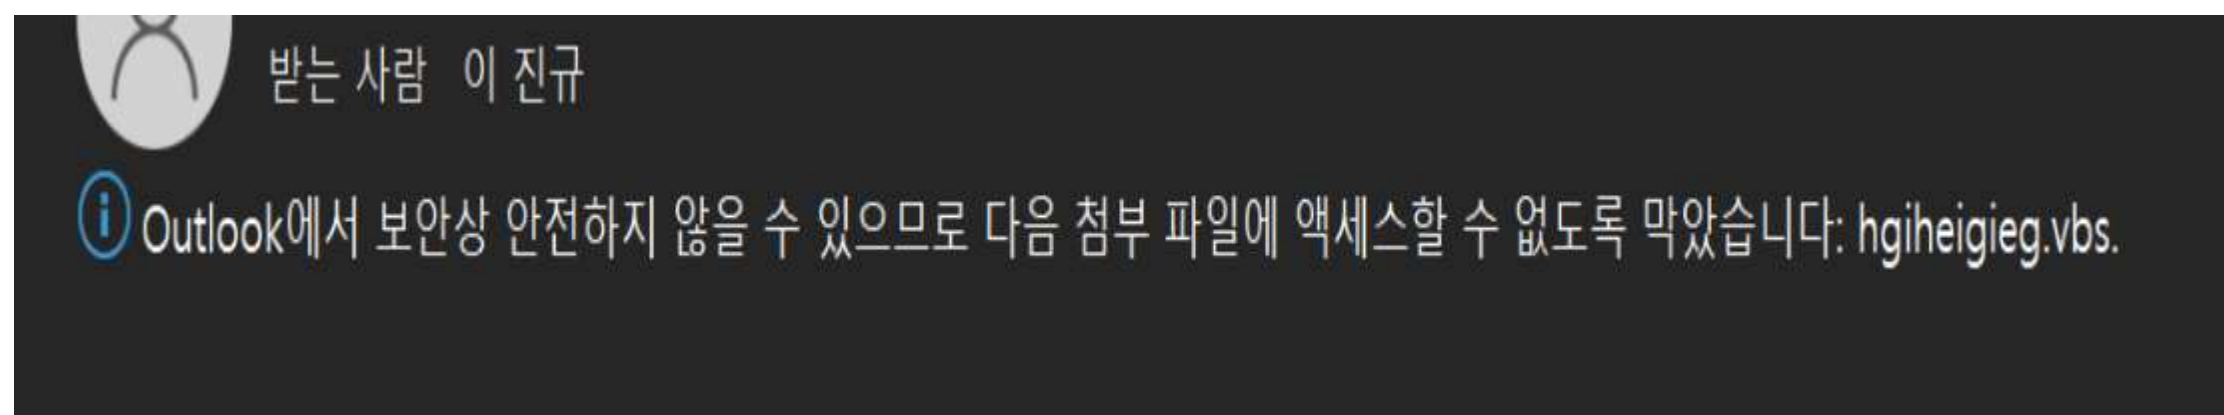 받는 사람 이 진규
Outlook에서 보안상 안전하지 않을 수 있으므로 다음 첨부 파일에 액세스할 수 없도록 막았습니다: hgiheigieg.vbs.